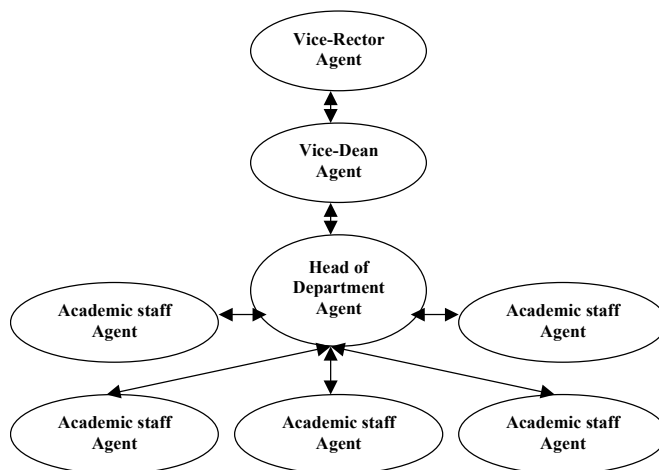 Vice-Rector
Agent
Vice-Dean
Agent
Head of
Department
Agent
Academic staff
Agent
Academic staff
Agent
Academic staff
Agent
Academic staff
Agent
Academic staff
Agent